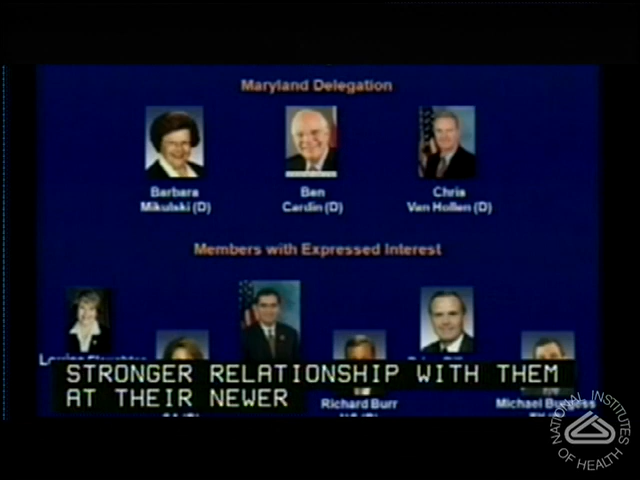 Maryland Delegation
Barbara
Mikulski (D)
Ben
Cardin (D)
Chris
Van Hollen (D)
Members with Expressed Interest
STRONGER RELATIONSHIP WITH THEM
AT THEIR NEWER
Richard Burr
Michael Burgess
NATIONAL INSTITUTES
OF HEALTH